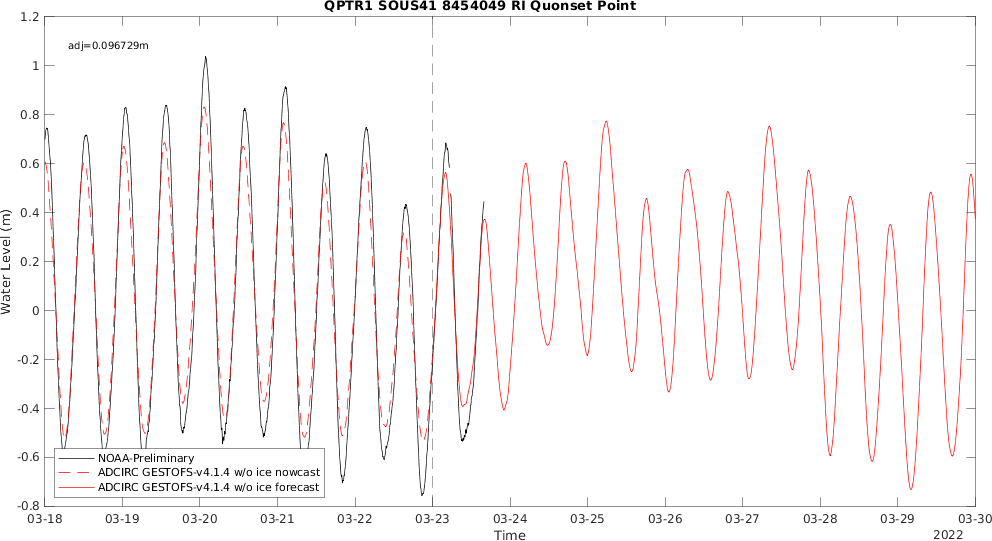 QPTR1 SOUS41 8454049 RI Quonset Point
adj=0.096729m
Water Level (m)
1.2
1
0.8
0.6
0.4
0.2
0
-0.2
-0.4
-0.6
-0.8
NOAA-Preliminary
ADCIRC GESTOFS-v4.1.4 w/o ice nowcast
ADCIRC GESTOFS-v4.1.4 w/o ice forecast
03-18 03-19 03-20 03-21 03-22 03-23 03-24 03-25 03-26 03-27 03-28 03-29 03-30
Time
2022